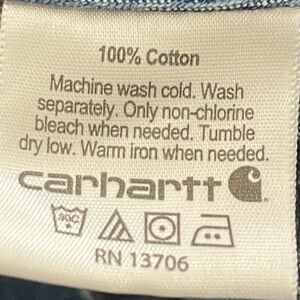 100% Cotton
Machine wash cold. Wash
separately. Only non-chlorine
bleach when needed. Tumble
dry low. Warm iron when needed.
carhartt
30C
RN 13706